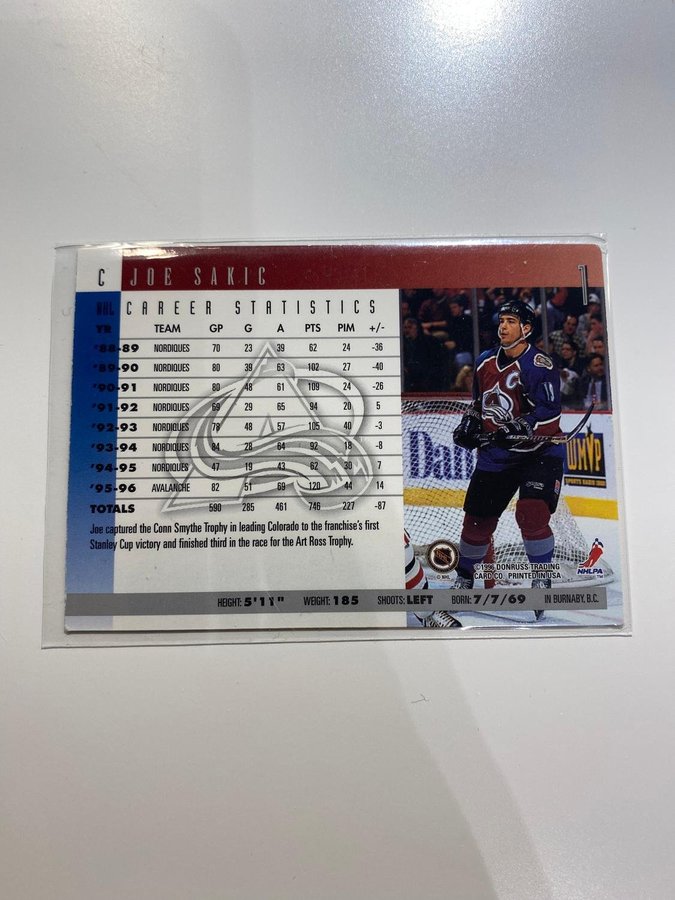 C JOE SAKIC 1
NHL CAREER STATISTICS
YR TEAM GP G A PTS PIM +/-
'88-89 NORDIQUES 70 23 39 62 24 -36
'89-90 NORDIQUES 80 39 63 102 27 -40
'90-91 NORDIQUES 80 48 61 109 24 -26
'91-92 NORDIQUES 69 29 65 94 20 5
'92-93 NORDIQUES 78 48 57 105 40 -3
'93-94 NORDIQUES 84 28 64 92 18 -8
'94-95 NORDIQUES 47 19 43 62 30 7
'95-96 AVALANCHE 82 51 69 120 44 14
TOTALS 590 285 461 746 227 -87
Joe captured the Conn Smythe Trophy in leading Colorado to the franchise's first
Stanley Cup victory and finished third in the race for the Art Ross Trophy.
C
19
WMVP
SPORTS RADIO
NHL
© NHL
©1996 DONRUSS TRADING
CARD CO. PRINTED IN USA
NHLPA
TM
HEIGHT: 5'11" WEIGHT: 185 SHOOTS: LEFT BORN: 7/7/69 IN BURNABY, B.C.